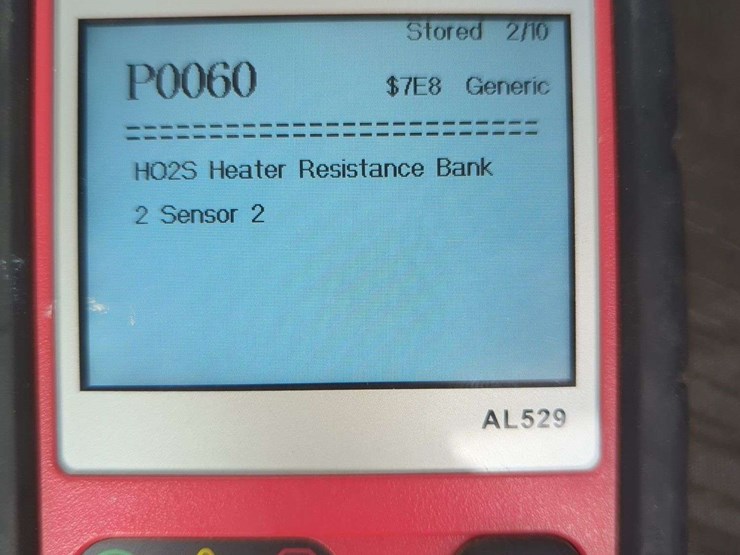 Stored 2/10
P0060 $7E8 Generic
==============================
HO2S Heater Resistance Bank
2 Sensor 2
AL529